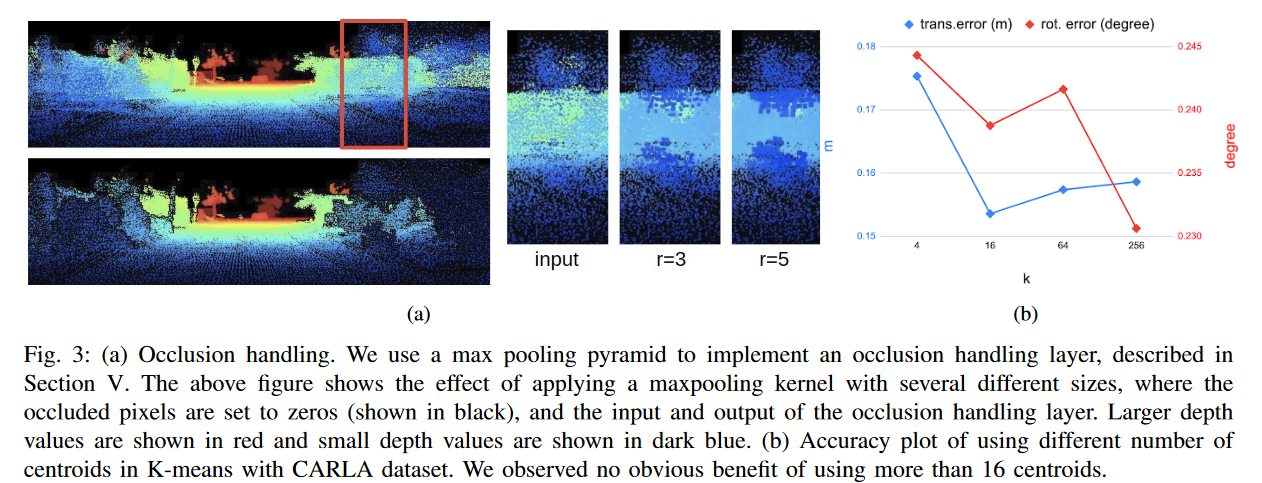 trans.error (m) rot. error (degree)
0.18 0.245
0.17 0.240
m degree
0.16 0.235
0.15 0.230
4 16 64 256
k
input r=3 r=5
(a) (b)
Fig. 3: (a) Occlusion handling. We use a max pooling pyramid to implement an occlusion handling layer, described in
Section V. The above figure shows the effect of applying a maxpooling kernel with several different sizes, where the
occluded pixels are set to zeros (shown in black), and the input and output of the occlusion handling layer. Larger depth
values are shown in red and small depth values are shown in dark blue. (b) Accuracy plot of using different number of
centroids in K-means with CARLA dataset. We observed no obvious benefit of using more than 16 centroids.